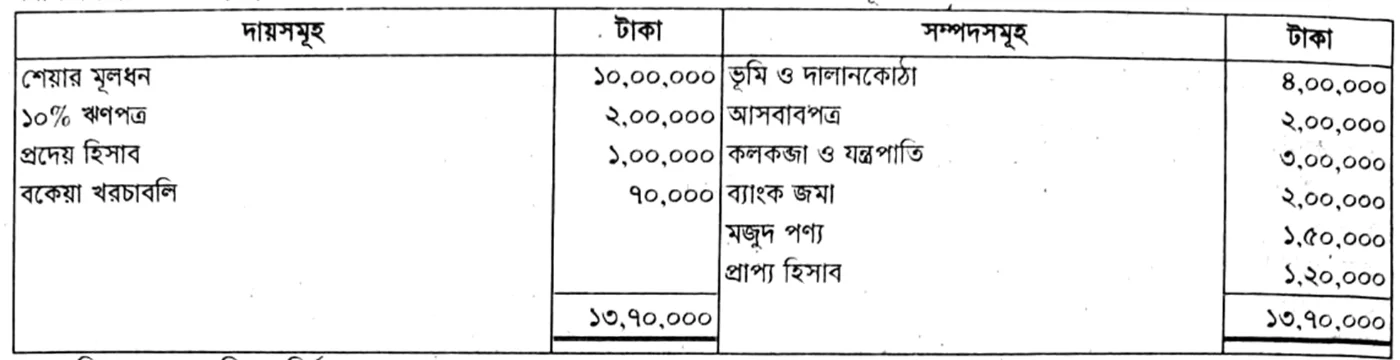 দায়সমূহ টাকা সম্পদসমূহ টাকা
শেয়ার মূলধন ১০,০০,০০০ ভূমি ও দালানকোঠা ৪,০০,০০০
১০% ঋণপত্র ২,০০,০০০ আসবাবপত্র ২,০০,০০০
প্রদেয় হিসাব ১,০০,০০০ কলকব্জা ও যন্ত্রপাতি ৩,০০,০০০
বকেয়া খরচাবলি ৭০,০০০ ব্যাংক জমা ২,০০,০০০
মজুদ পণ্য ১,৫০,০০০
প্রাপ্য হিসাব ১,২০,০০০
১৩,৭০,০০০ ১৩,৭০,০০০